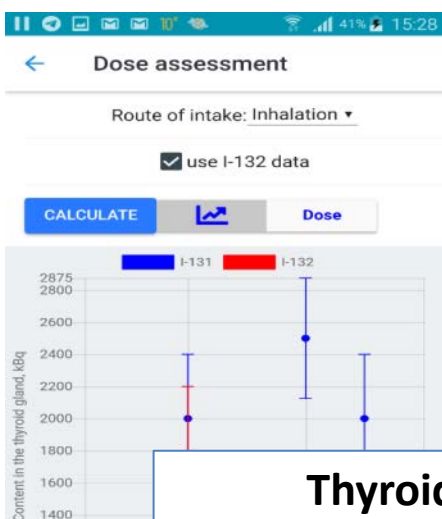 10° 41% 15:28
Dose assessment
Route of intake: Inhalation
use I-132 data
CALCULATE Dose
I-131 I-132
2875
2800
2600
2400
2200
2000
1800
1600
1400
Content in the thyroid gland, kBq
Thyroid